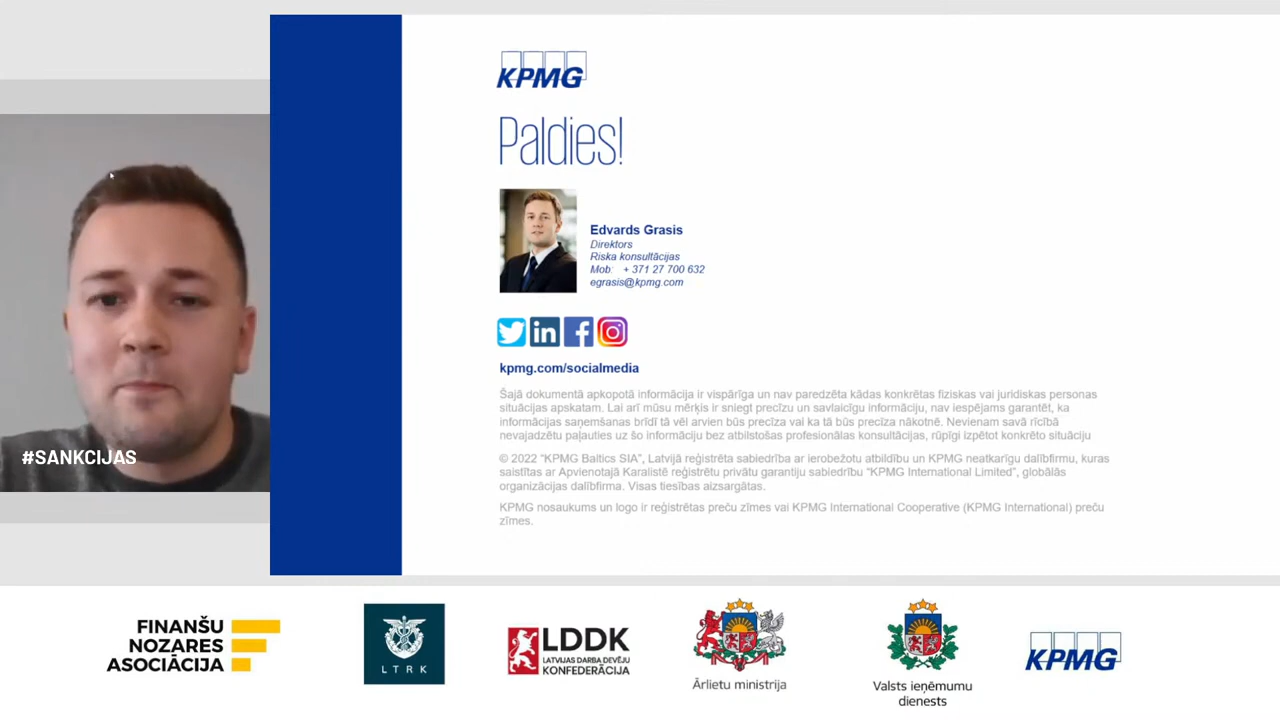 KPMG
Paldies!
Edvards Grasis
Direktors
Riska konsultācijas
Mob: + 371 27 700 632
egrasis@kpmg.com
kpmg.com/socialmedia
Šajā dokumentā apkopotā informācija ir vispārīga un nav paredzēta kādas konkrētas fiziskas vai juridiskas personas
situācijas apskatam. Lai arī mūsu mērķis ir sniegt precīzu un savlaicīgu informāciju, nav iespējams garantēt, ka
informācijas saņemšanas brīdī tā vēl arvien būs precīza vai ka tā būs precīza nākotnē. Nevienam savā rīcībā
nevajadzētu paļauties uz šo informāciju bez atbilstošas profesionālas konsultācijas, rūpīgi izpētot konkrēto situāciju
© 2022 "KPMG Baltics SIA", Latvijā reģistrēta sabiedrība ar ierobežotu atbildību un KPMG neatkarīgu dalībfirmu, kuras
saistītas ar Apvienotajā Karalistē reģistrētu privātu garantiju sabiedrību "KPMG International Limited", globālās
organizācijas dalībfirma. Visas tiesības aizsargātas.
KPMG nosaukums un logo ir reģistrētas preču zīmes vai KPMG International Cooperative (KPMG International) preču
zīmes.
#SANKCIJAS
FINANŠU
NOZARES
ASOCIĀCIJA
LTRK
LDDK
LATVIJAS DARBA DEVĒJU
KONFEDERĀCIJA
Ārlietu ministrija
Valsts ieņēmumu
dienests
KPMG